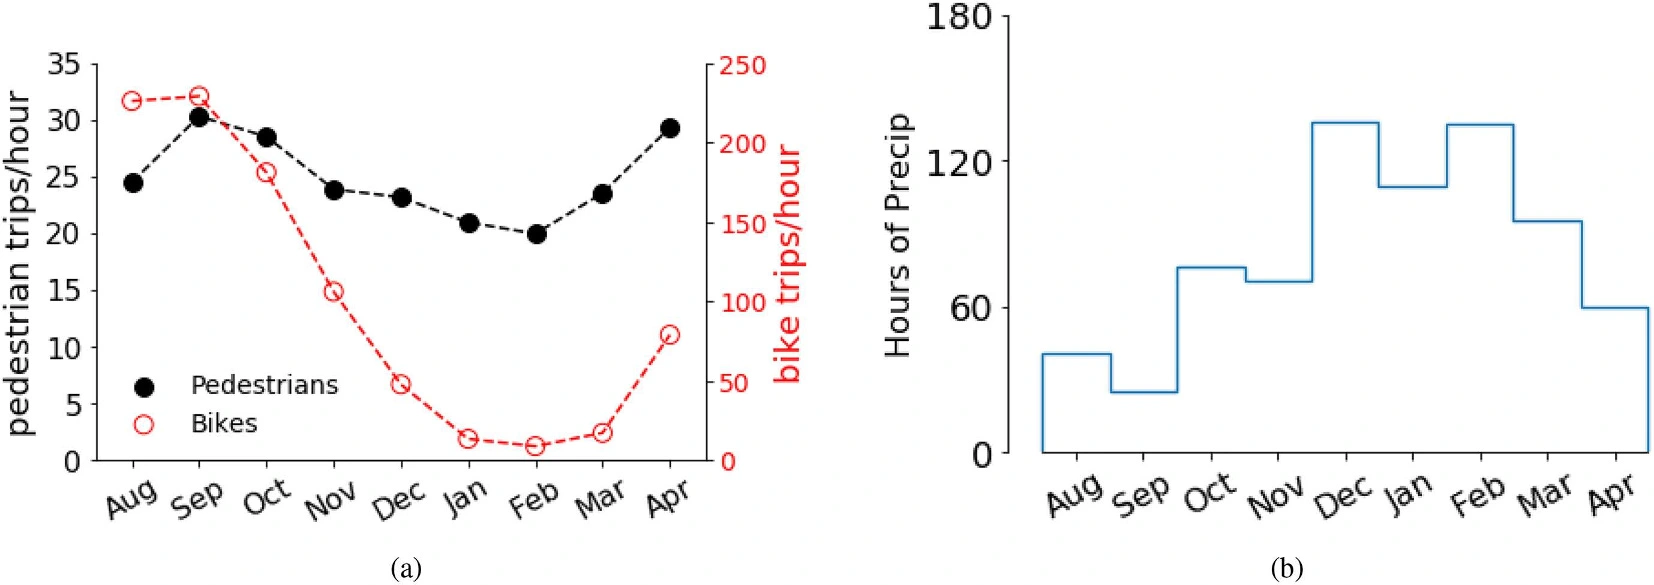 pedestrian trips/hour
35
30
25
20
15
10
5
0
Pedestrians
Bikes
250
200
150
100
50
0
bike trips/hour
Aug Sep Oct Nov Dec Jan Feb Mar Apr
(a)
Hours of Precip
180
120
60
0
Aug Sep Oct Nov Dec Jan Feb Mar Apr
(b)